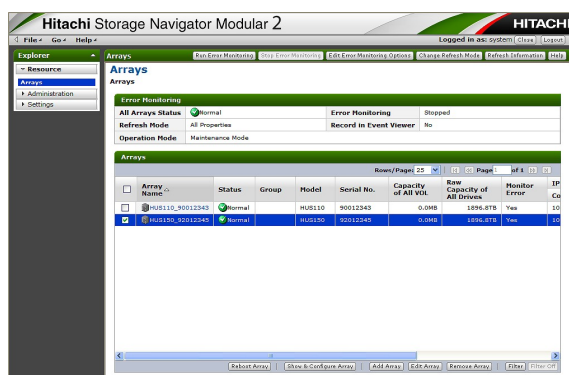 Hitachi Storage Navigator Modular 2
HITACHI
File Go Help
Logged in as: system Close Logout
Explorer
Resource
Arrays
Administration
Settings
Arrays Run Error Monitoring Stop Error Monitoring Edit Error Monitoring Options Change Refresh Mode Refresh Information Help
Arrays
Arrays
Error Monitoring
All Arrays Status Normal Error Monitoring Stopped
Refresh Mode All Properties Record in Event Viewer No
Operation Mode Maintenance Mode
Arrays
Rows/Page: 25 Page 1 of 1
Array Name Status Group Model Serial No. Capacity of All VOL Raw Capacity of All Drives Monitor Error IP Co
HUS110_90012343 Normal HUS110 90012343 0.0MB 1896.8TB Yes 10
HUS150_92012345 Normal HUS150 92012345 0.0MB 1896.8TB Yes 10
Reboot Array Show & Configure Array Add Array Edit Array Remove Array Filter Filter Off